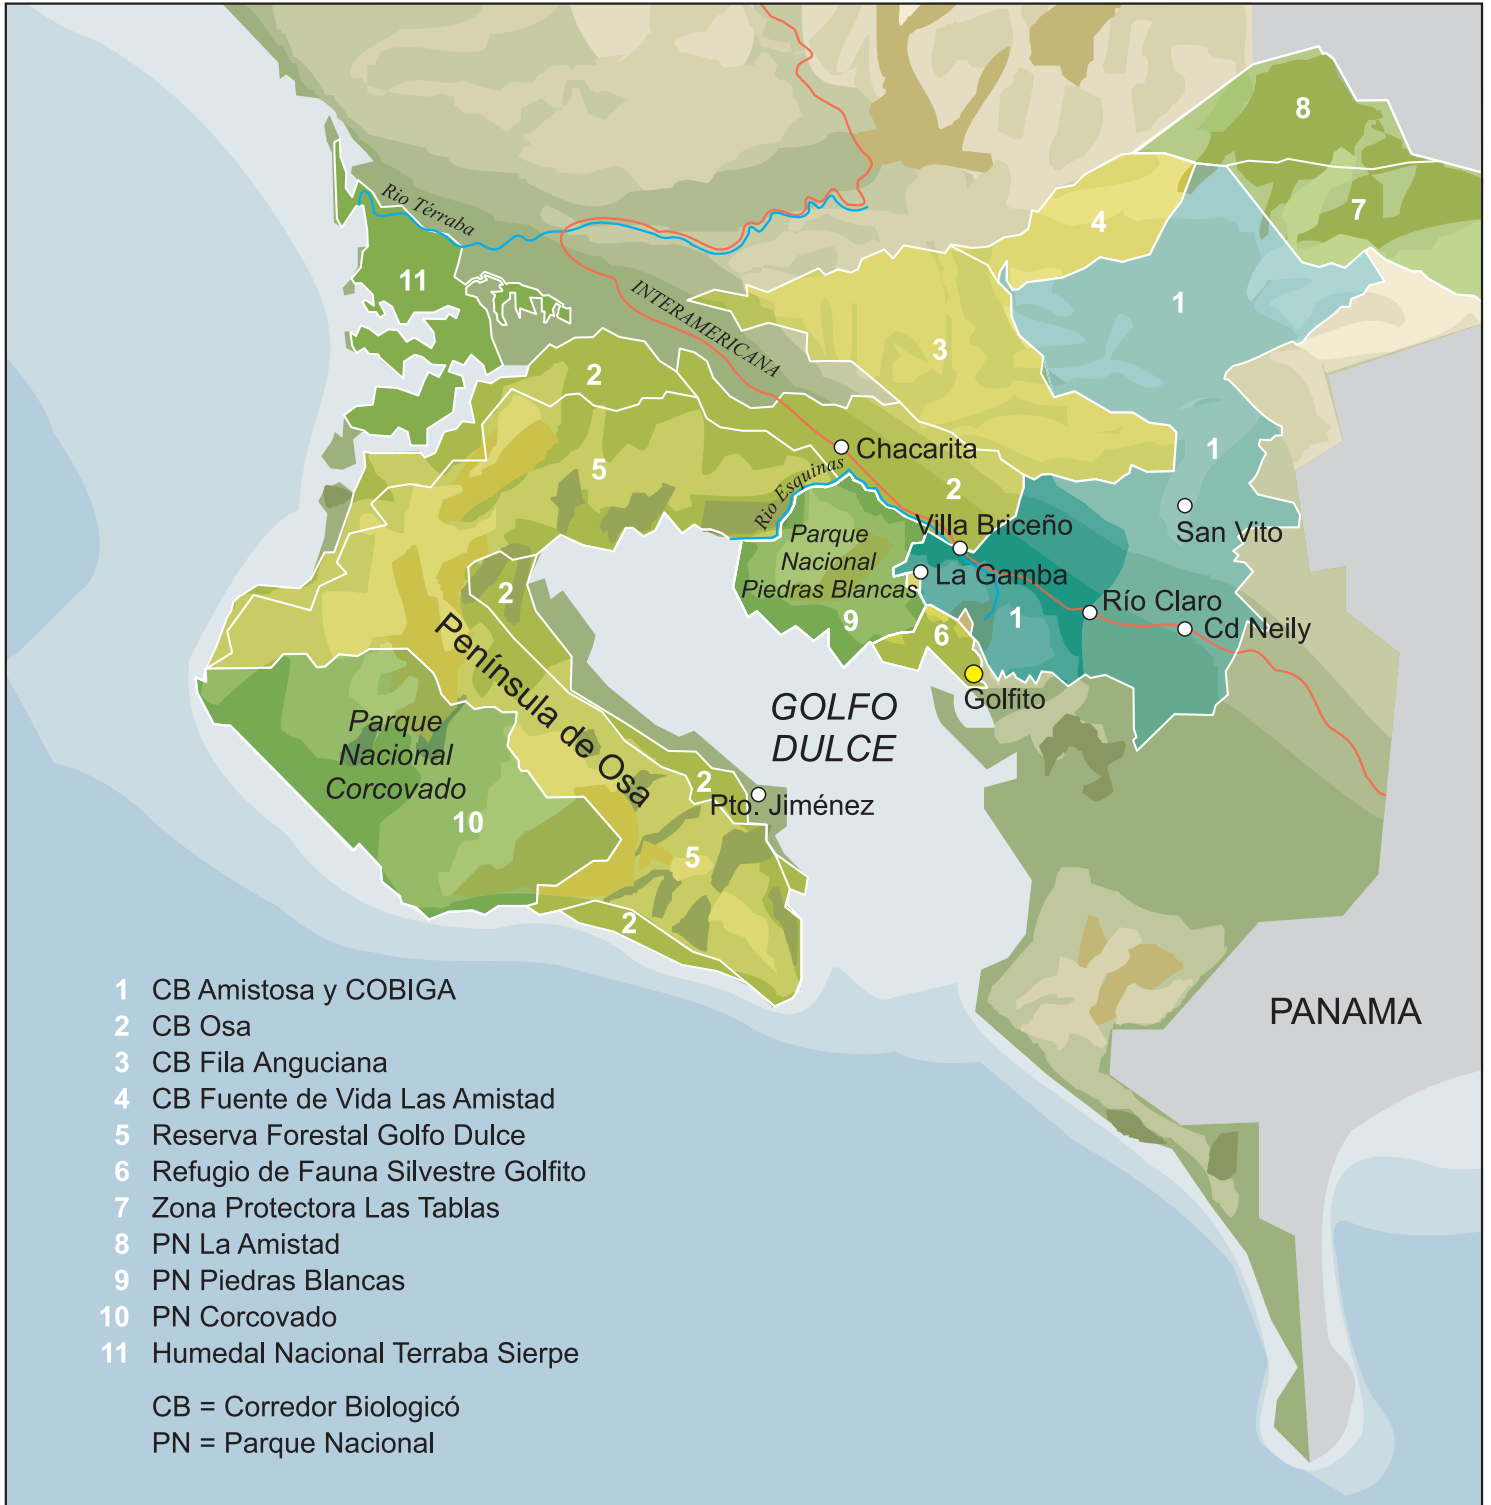 8
7
4
Rio Térraba
11
1
INTERAMERICANA
3
2
Chacarita
1
5
Rio Esquinas
2
San Vito
Villa Briceño
Parque
Nacional
Piedras Blancas
La Gamba
2
Río Claro
9
6
1
Cd Neily
Península de Osa
Golfito
GOLFO
DULCE
Parque
Nacional
Corcovado
10
2
Pto. Jiménez
5
2
PANAMA
1 CB Amistosa y COBIGA
2 CB Osa
3 CB Fila Anguciana
4 CB Fuente de Vida Las Amistad
5 Reserva Forestal Golfo Dulce
6 Refugio de Fauna Silvestre Golfito
7 Zona Protectora Las Tablas
8 PN La Amistad
9 PN Piedras Blancas
10 PN Corcovado
11 Humedal Nacional Terraba Sierpe
CB = Corredor Biologicó
PN = Parque Nacional